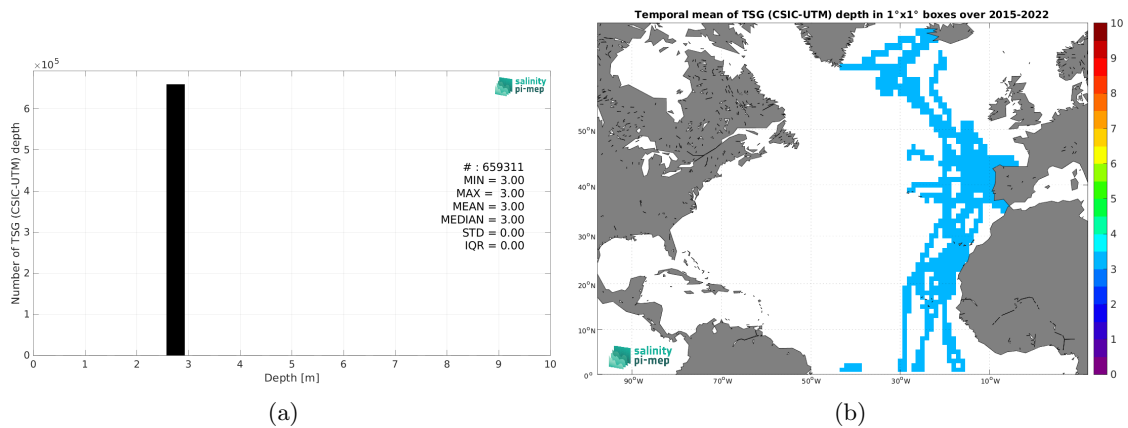 Temporal mean of TSG (CSIC-UTM) depth in 1°x1° boxes over 2015-2022
×10⁵
salinity
pi-mep
Number of TSG (CSIC-UTM) depth
6
5
4
3
2
1
0
# : 659311
MIN = 3.00
MAX = 3.00
MEAN = 3.00
MEDIAN = 3.00
STD = 0.00
IQR = 0.00
0 1 2 3 4 5 6 7 8 9 10
Depth [m]
(a)
50°N
40°N
30°N
20°N
10°N
0°
salinity
pi-mep
90°W 70°W 50°W 30°W 10°W
10
9
8
7
6
5
4
3
2
1
0
(b)